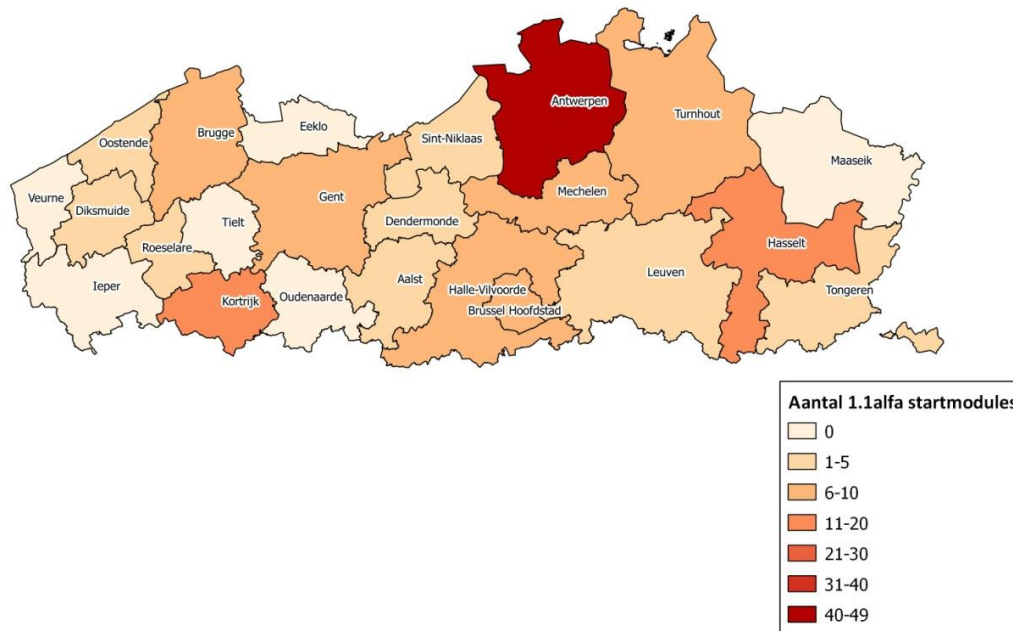 Antwerpen
Turnhout
Eeklo
Brugge
Sint-Niklaas
Oostende
Maaseik
Mechelen
Veurne
Gent
Diksmuide
Tielt
Dendermonde
Hasselt
Roeselare
Aalst
Leuven
Ieper
Kortrijk
Oudenaarde
Halle-Vilvoorde
Tongeren
Brussel Hoofdstad
Aantal 1.1alfa startmodules
0
1-5
6-10
11-20
21-30
31-40
40-49